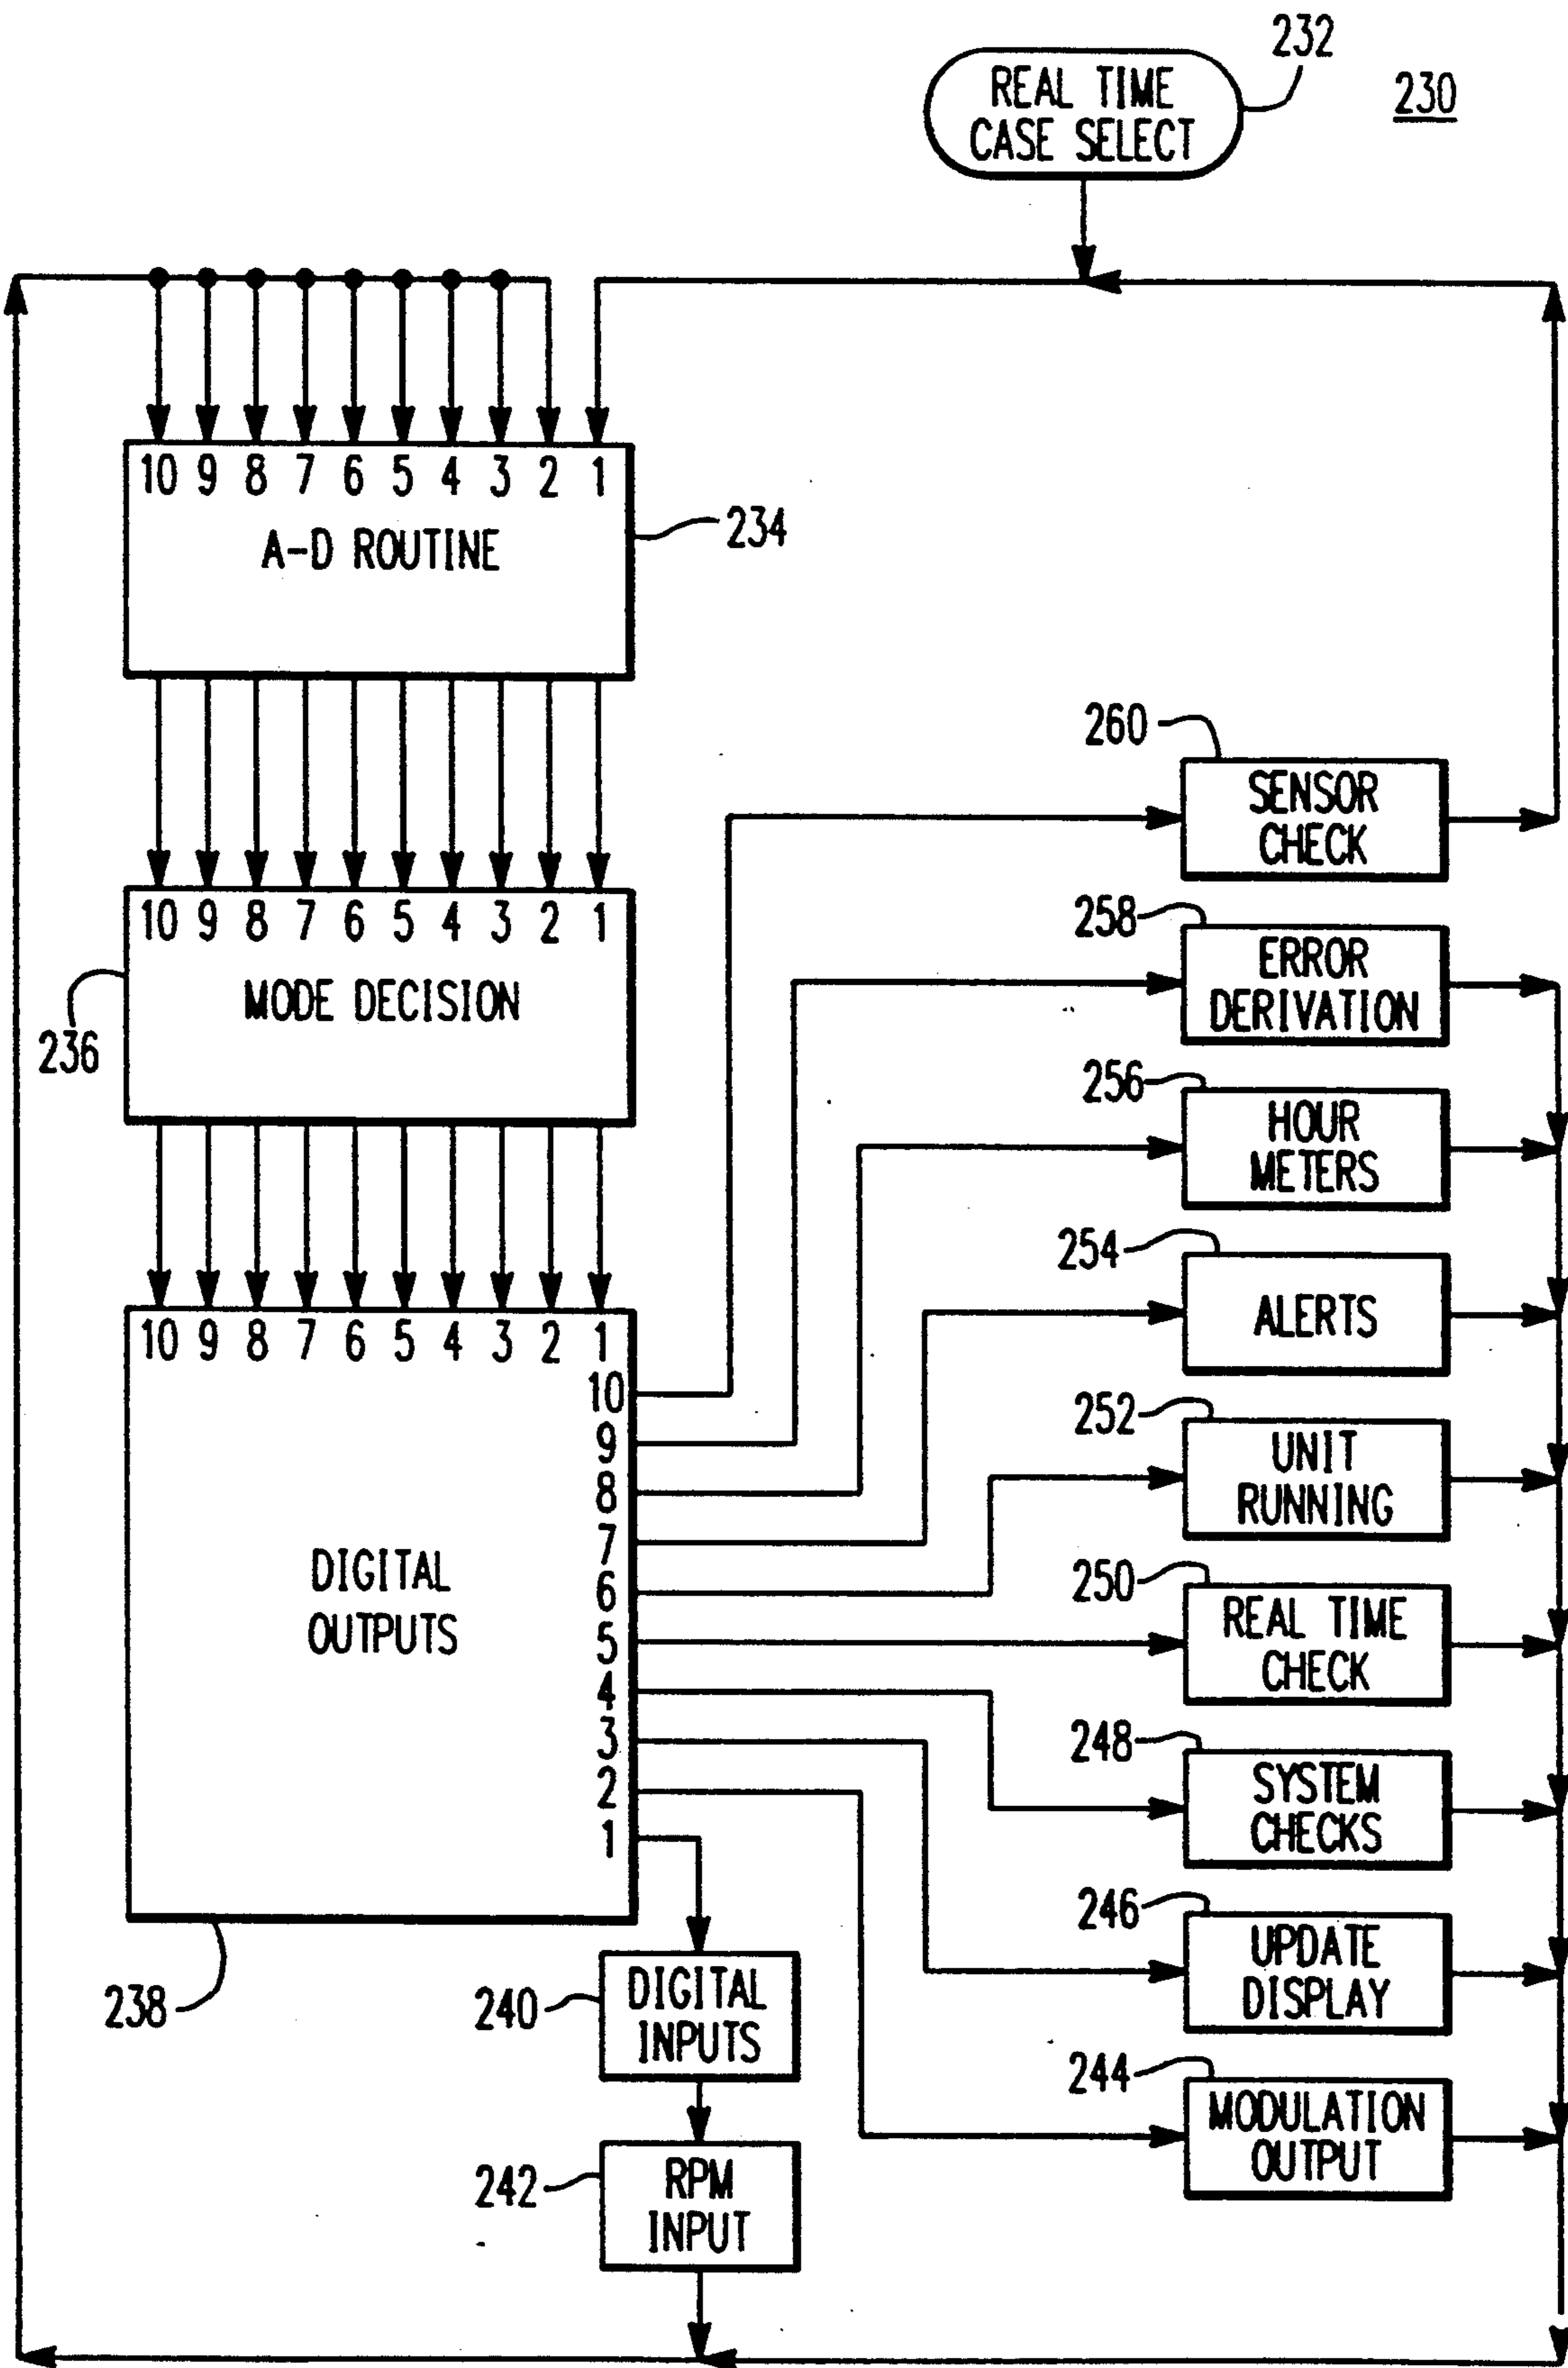 232
230
REAL TIME
CASE SELECT
10 9 8 7 6 5 4 3 2 1
A-D ROUTINE
234
10 9 8 7 6 5 4 3 2 1
MODE DECISION
236
10 9 8 7 6 5 4 3 2 1
10
9
8
7
6
5
4
3
2
1
DIGITAL
OUTPUTS
238
240
DIGITAL
INPUTS
242
RPM
INPUT
260
SENSOR
CHECK
258
ERROR
DERIVATION
256
HOUR
METERS
254
ALERTS
252
UNIT
RUNNING
250
REAL TIME
CHECK
248
SYSTEM
CHECKS
246
UPDATE
DISPLAY
244
MODULATION
OUTPUT